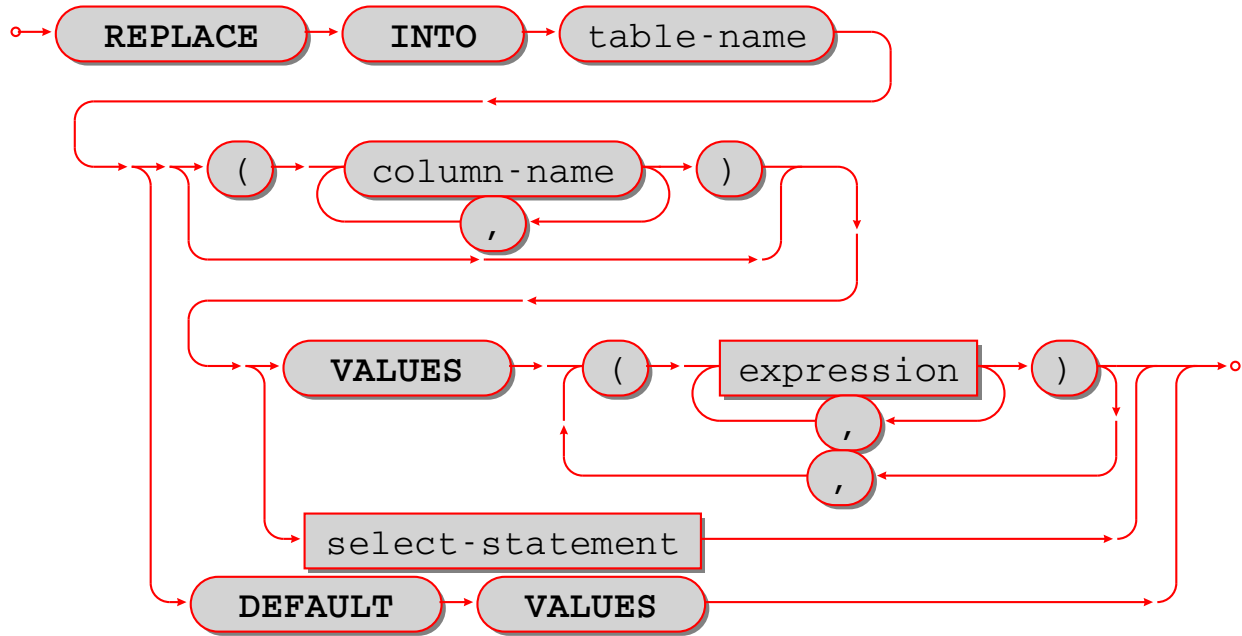 REPLACE INTO table-name
( column-name )
,
VALUES ( expression )
,
,
select-statement
DEFAULT VALUES